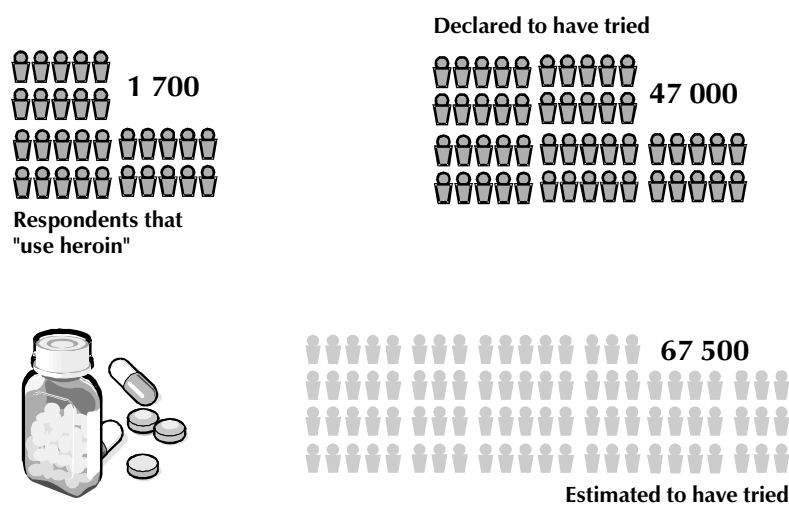 Declared to have tried
1 700
47 000
Respondents that
"use heroin"
67 500
Estimated to have tried